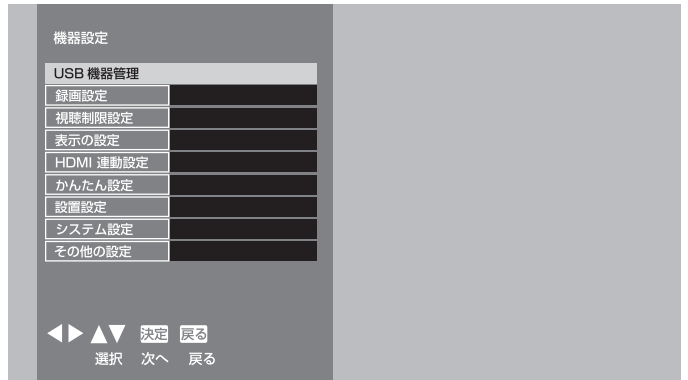 機器設定
USB 機器管理
録画設定
視聴制限設定
表示の設定
HDMI 連動設定
かんたん設定
設置設定
システム設定
その他の設定
決定 戻る
選択 次へ 戻る